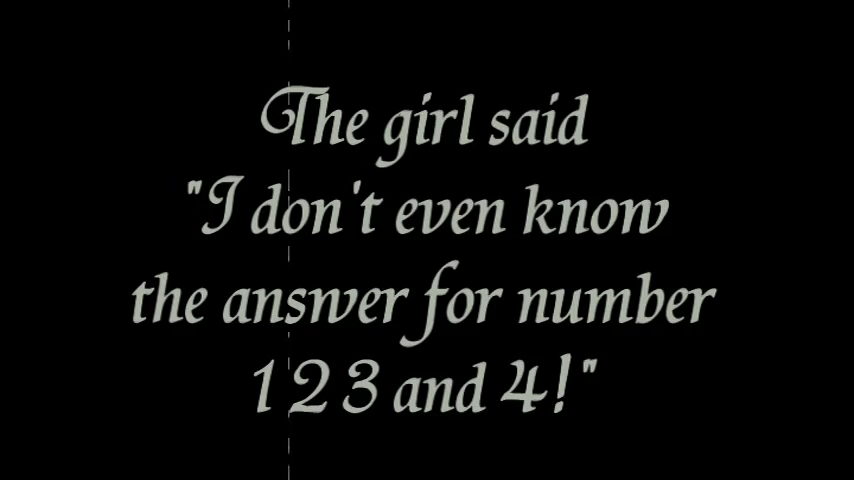 The girl said
"I don't even know
the answer for number
1 2 3 and 4!"